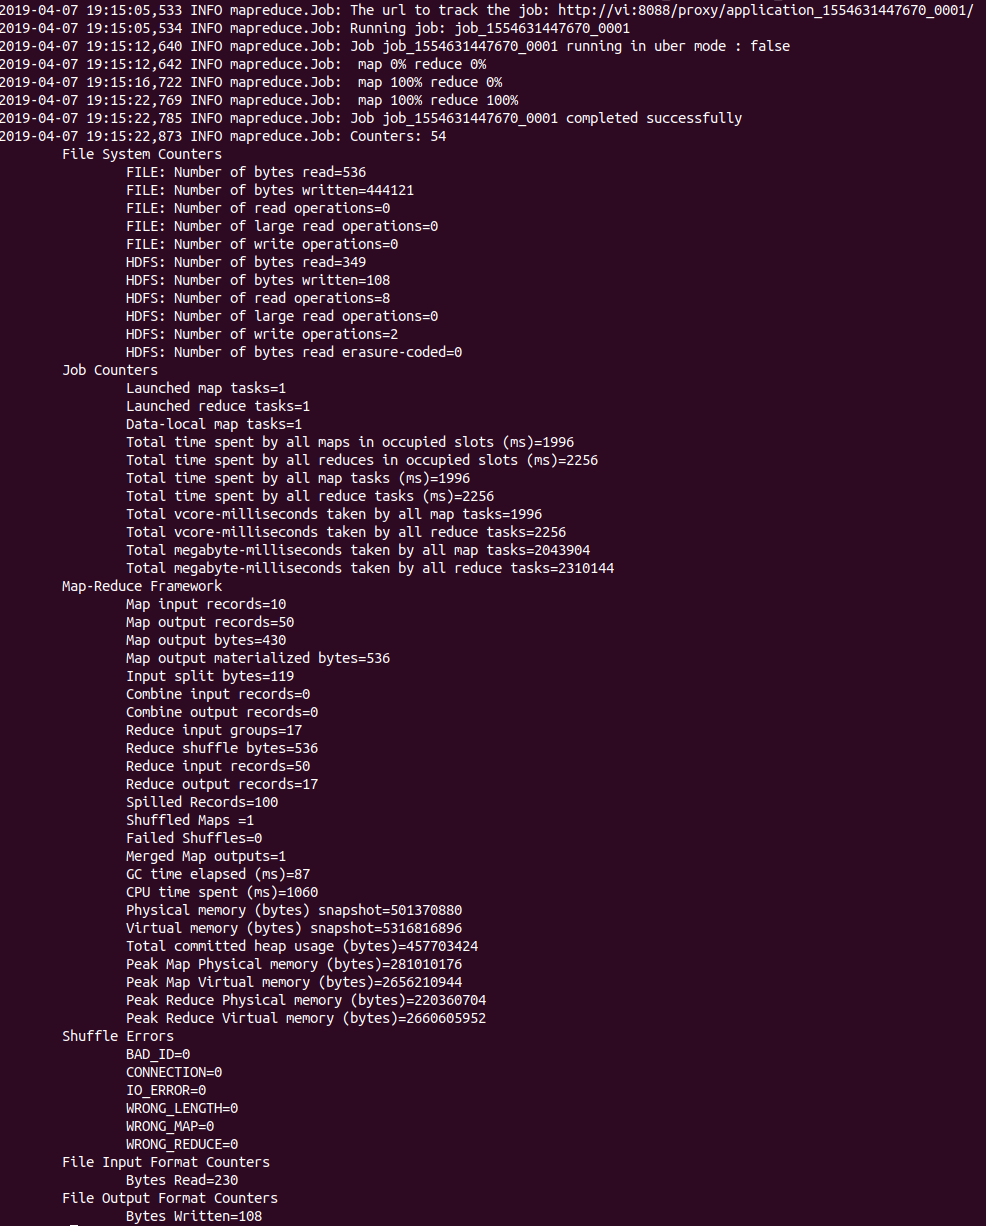 2019-04-07 19:15:05,533 INFO mapreduce.Job: The url to track the job: http://vi:8088/proxy/application_1554631447670_0001/
2019-04-07 19:15:05,534 INFO mapreduce.Job: Running job: job_1554631447670_0001
2019-04-07 19:15:12,640 INFO mapreduce.Job: Job job_1554631447670_0001 running in uber mode : false
2019-04-07 19:15:12,642 INFO mapreduce.Job:  map 0% reduce 0%
2019-04-07 19:15:16,722 INFO mapreduce.Job:  map 100% reduce 0%
2019-04-07 19:15:22,769 INFO mapreduce.Job:  map 100% reduce 100%
2019-04-07 19:15:22,785 INFO mapreduce.Job: Job job_1554631447670_0001 completed successfully
2019-04-07 19:15:22,873 INFO mapreduce.Job: Counters: 54
File System Counters
FILE: Number of bytes read=536
FILE: Number of bytes written=444121
FILE: Number of read operations=0
FILE: Number of large read operations=0
FILE: Number of write operations=0
HDFS: Number of bytes read=349
HDFS: Number of bytes written=108
HDFS: Number of read operations=8
HDFS: Number of large read operations=0
HDFS: Number of write operations=2
HDFS: Number of bytes read erasure-coded=0
Job Counters
Launched map tasks=1
Launched reduce tasks=1
Data-local map tasks=1
Total time spent by all maps in occupied slots (ms)=1996
Total time spent by all reduces in occupied slots (ms)=2256
Total time spent by all map tasks (ms)=1996
Total time spent by all reduce tasks (ms)=2256
Total vcore-milliseconds taken by all map tasks=1996
Total vcore-milliseconds taken by all reduce tasks=2256
Total megabyte-milliseconds taken by all map tasks=2043904
Total megabyte-milliseconds taken by all reduce tasks=2310144
Map-Reduce Framework
Map input records=10
Map output records=50
Map output bytes=430
Map output materialized bytes=536
Input split bytes=119
Combine input records=0
Combine output records=0
Reduce input groups=17
Reduce shuffle bytes=536
Reduce input records=50
Reduce output records=17
Spilled Records=100
Shuffled Maps =1
Failed Shuffles=0
Merged Map outputs=1
GC time elapsed (ms)=87
CPU time spent (ms)=1060
Physical memory (bytes) snapshot=501370880
Virtual memory (bytes) snapshot=5316816896
Total committed heap usage (bytes)=457703424
Peak Map Physical memory (bytes)=281010176
Peak Map Virtual memory (bytes)=2656210944
Peak Reduce Physical memory (bytes)=220360704
Peak Reduce Virtual memory (bytes)=2660605952
Shuffle Errors
BAD_ID=0
CONNECTION=0
IO_ERROR=0
WRONG_LENGTH=0
WRONG_MAP=0
WRONG_REDUCE=0
File Input Format Counters
Bytes Read=230
File Output Format Counters
Bytes Written=108